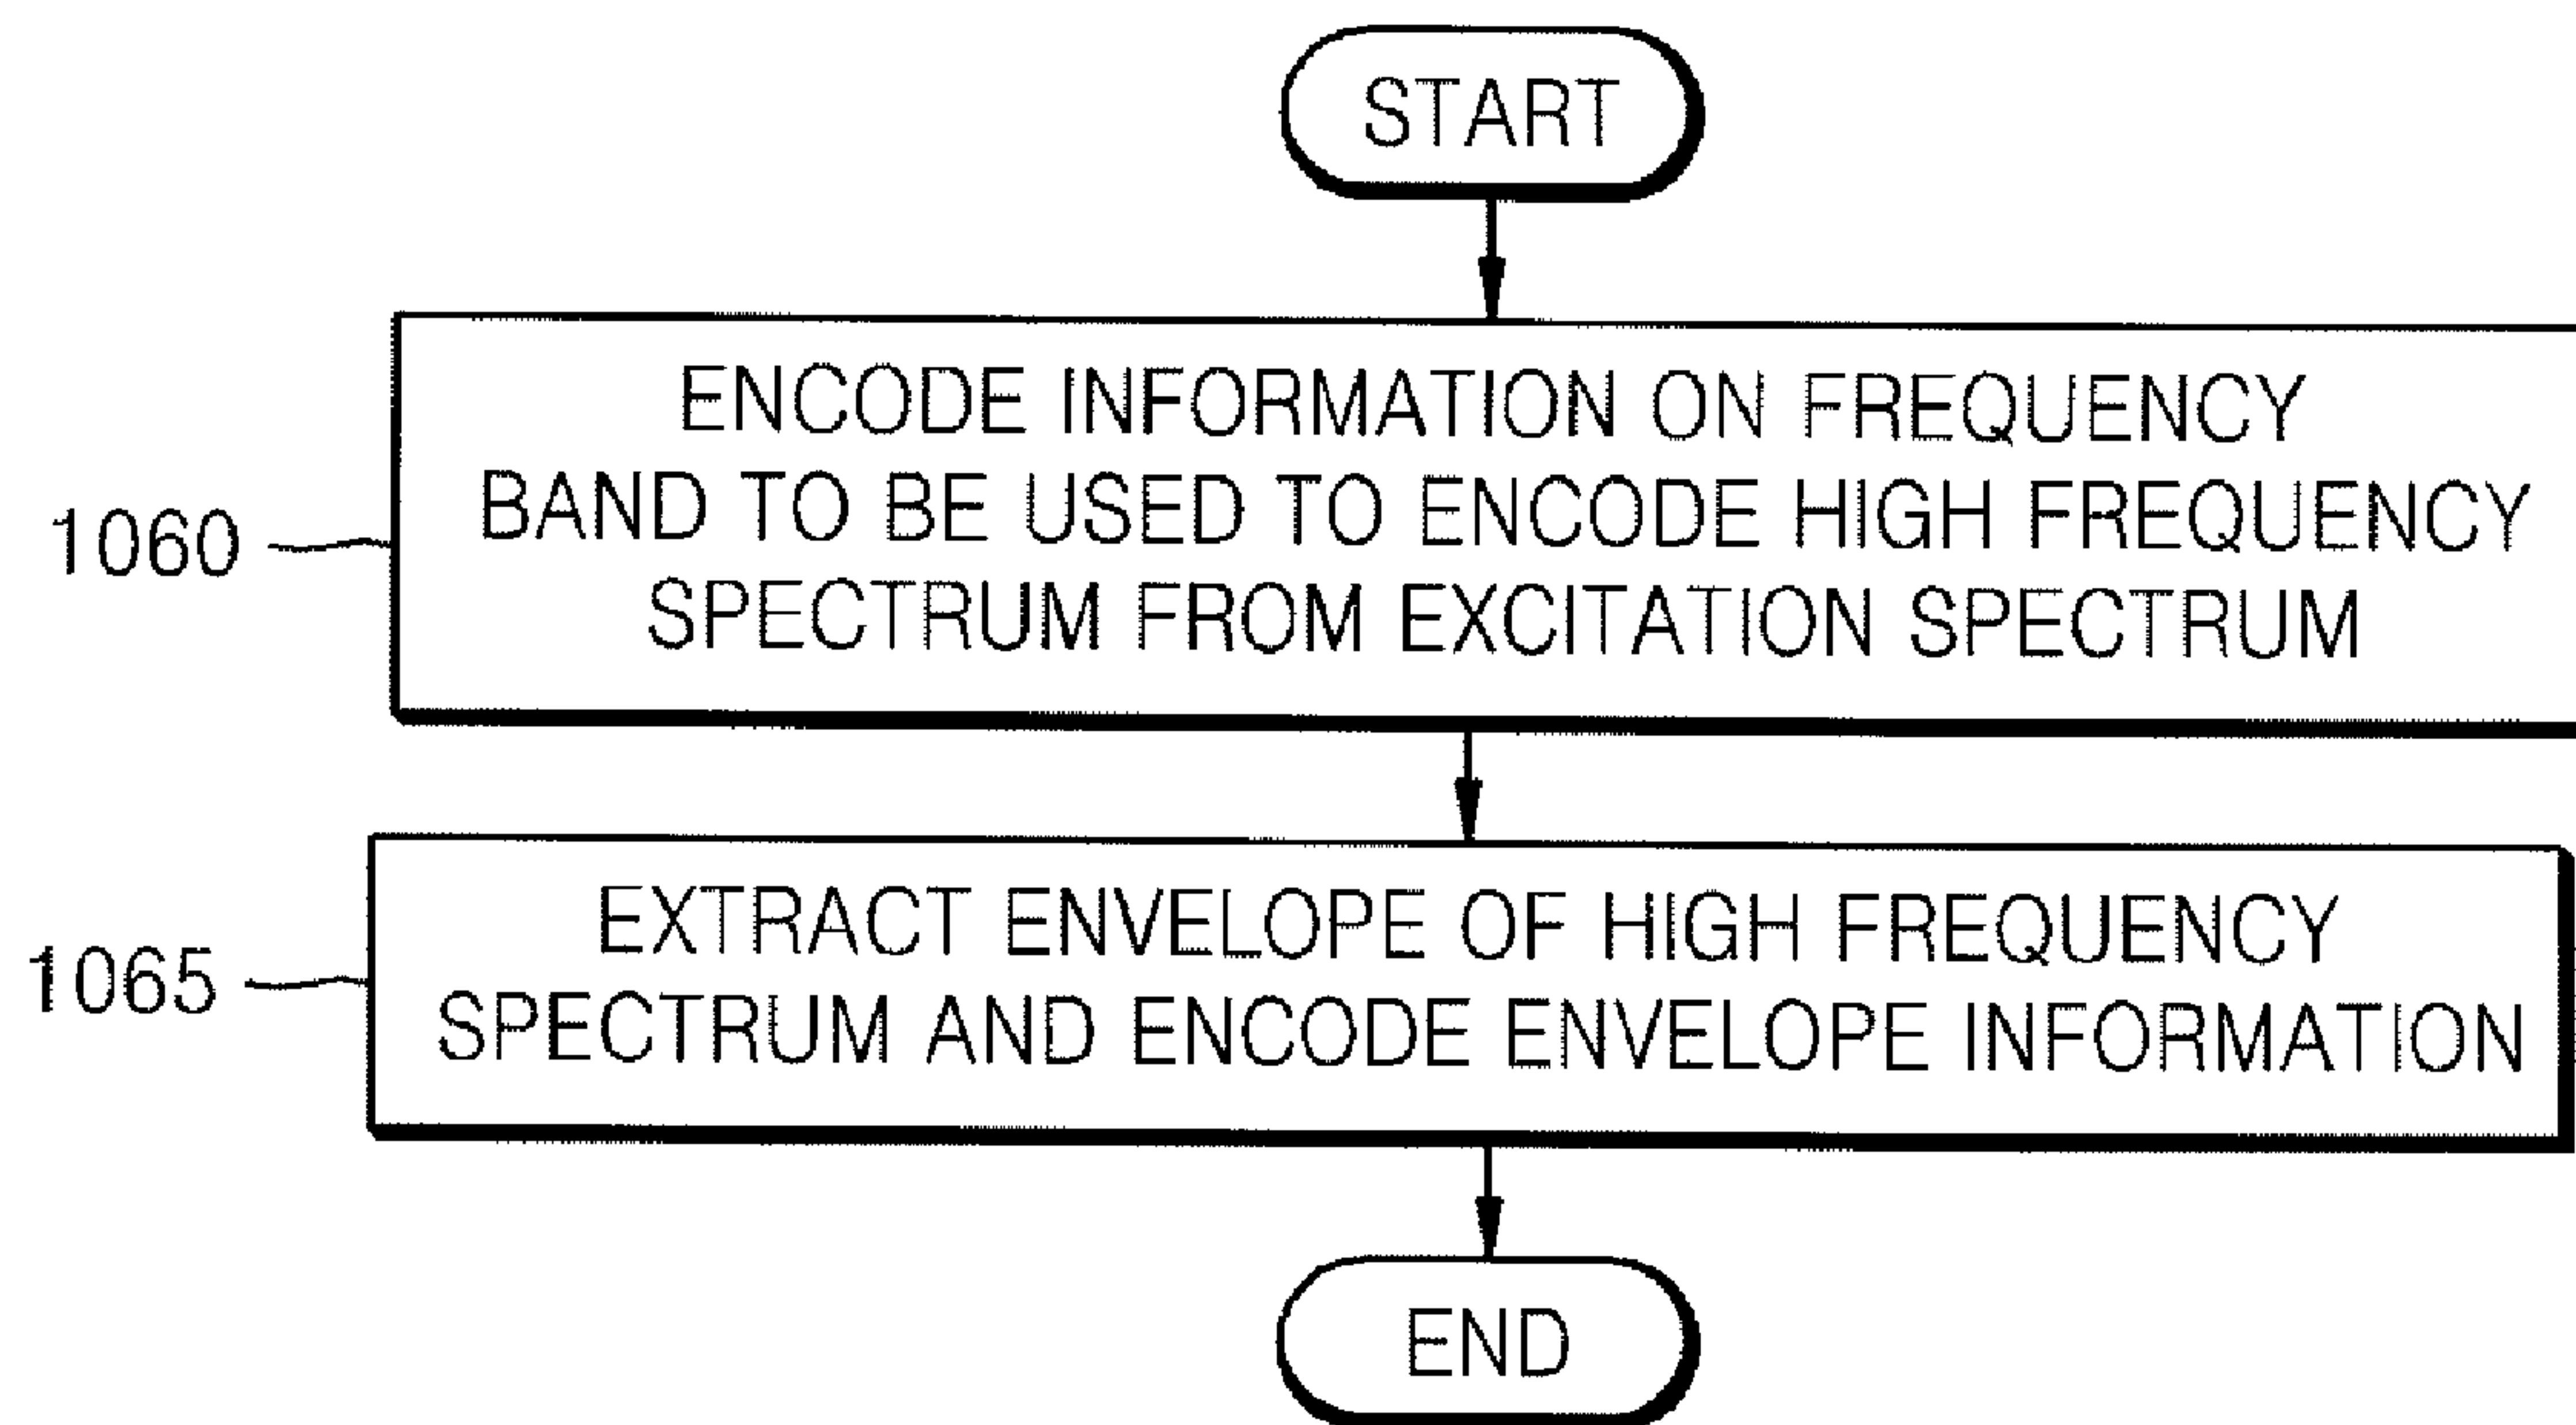 START
ENCODE INFORMATION ON FREQUENCY
BAND TO BE USED TO ENCODE HIGH FREQUENCY
SPECTRUM FROM EXCITATION SPECTRUM
1060
EXTRACT ENVELOPE OF HIGH FREQUENCY
SPECTRUM AND ENCODE ENVELOPE INFORMATION
1065
END